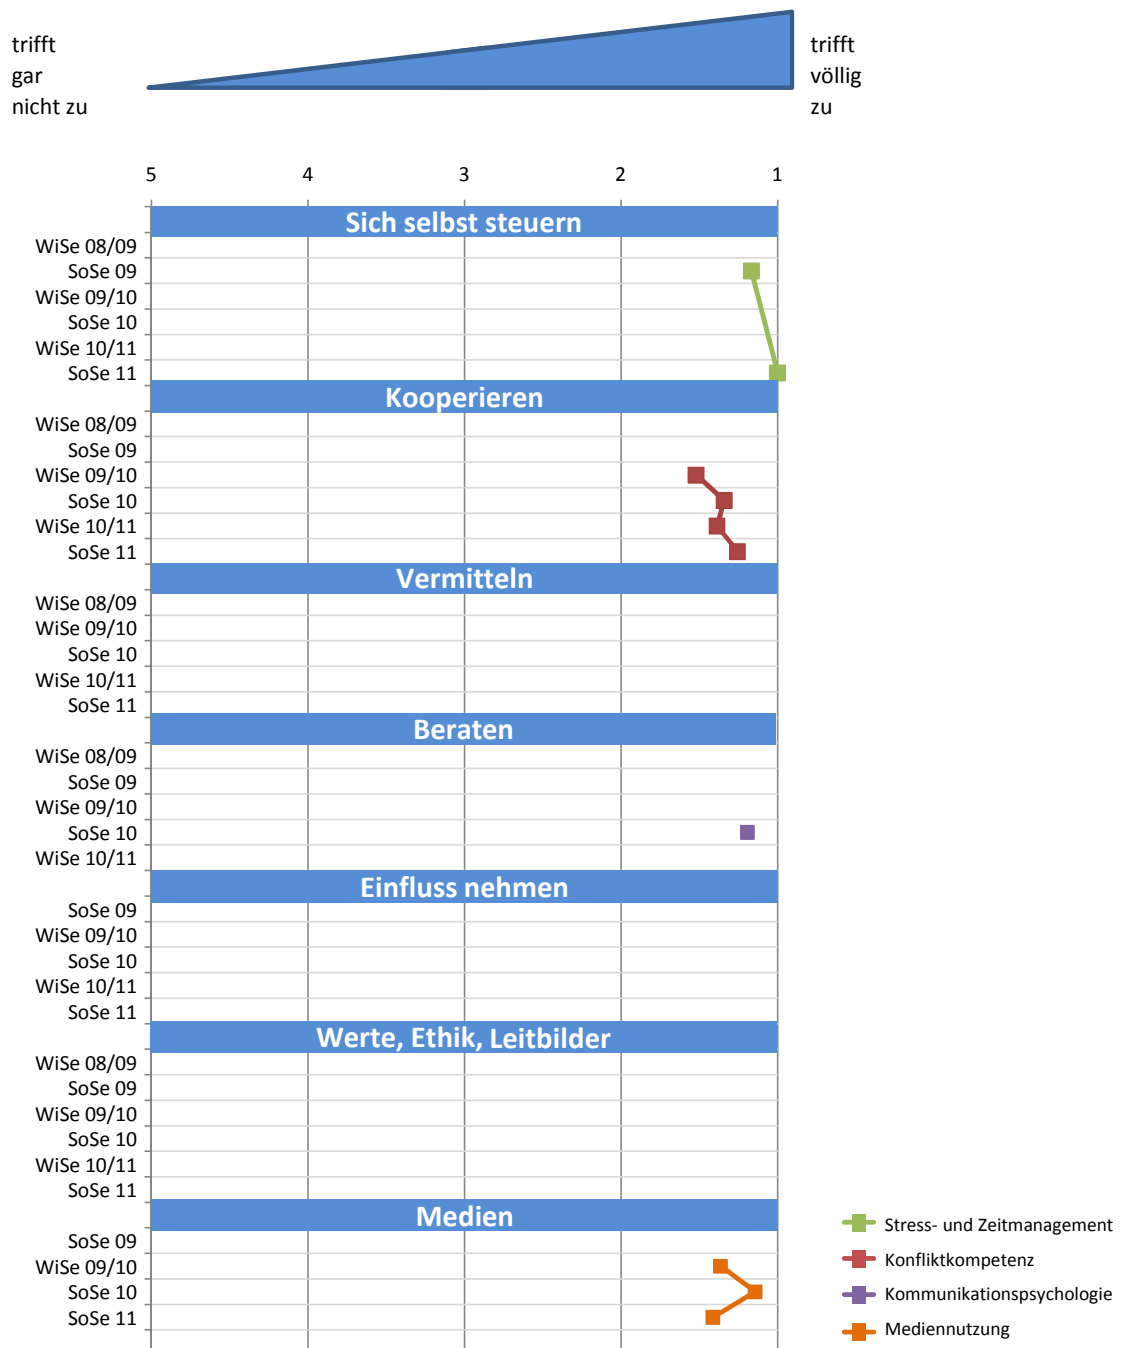 trifft
gar
nicht zu
trifft
völlig
zu
5 4 3 2 1
Sich selbst steuern
WiSe 08/09
SoSe 09
WiSe 09/10
SoSe 10
WiSe 10/11
SoSe 11
Kooperieren
WiSe 08/09
SoSe 09
WiSe 09/10
SoSe 10
WiSe 10/11
SoSe 11
Vermitteln
WiSe 08/09
WiSe 09/10
SoSe 10
WiSe 10/11
SoSe 11
Beraten
WiSe 08/09
SoSe 09
WiSe 09/10
SoSe 10
WiSe 10/11
Einfluss nehmen
SoSe 09
WiSe 09/10
SoSe 10
WiSe 10/11
SoSe 11
Werte, Ethik, Leitbilder
WiSe 08/09
SoSe 09
WiSe 09/10
SoSe 10
WiSe 10/11
SoSe 11
Medien
SoSe 09
WiSe 09/10
SoSe 10
SoSe 11
Stress- und Zeitmanagement
Konfliktkompetenz
Kommunikationspsychologie
Mediennutzung